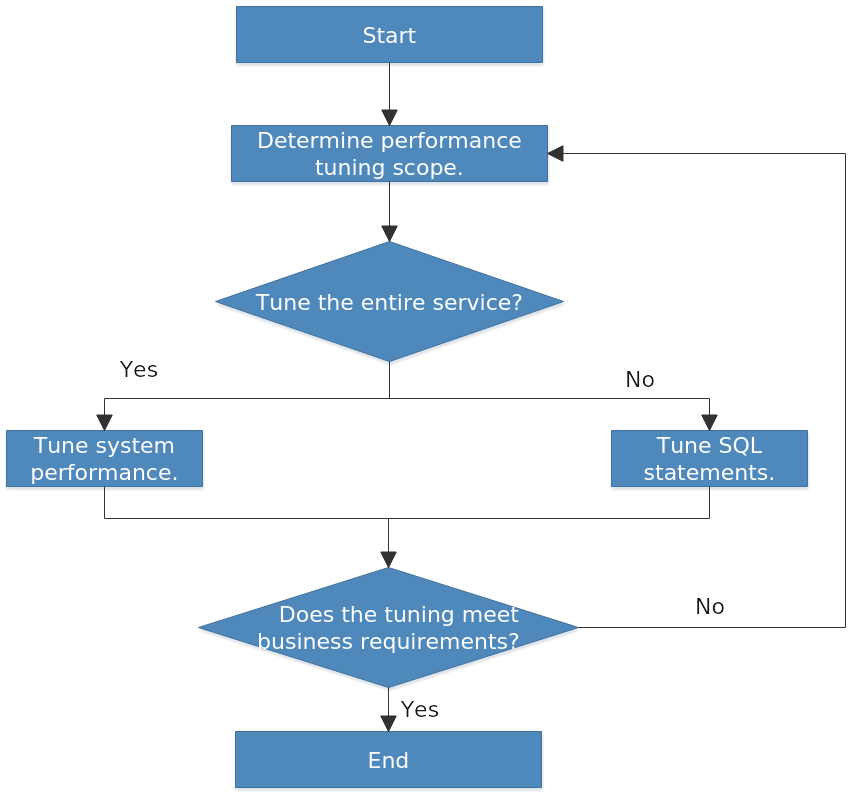 Start
Determine performance
tuning scope.
Tune the entire service?
Yes
No
Tune system
performance.
Tune SQL
statements.
Does the tuning meet
business requirements?
No
Yes
End